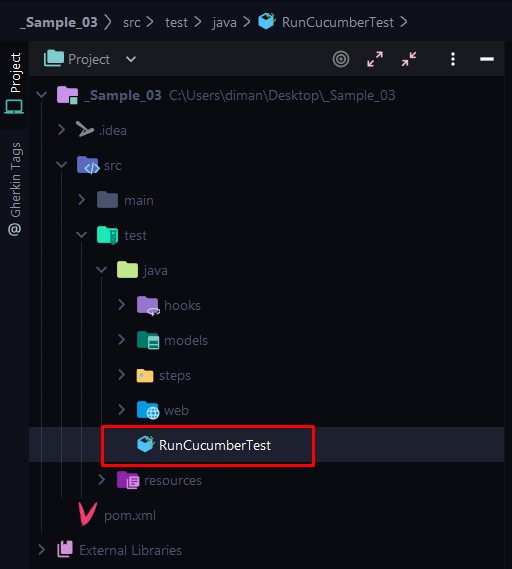 _Sample_03 > src > test > java > RunCucumberTest >
Project
Project
@ Gherkin Tags
_Sample_03 C:\Users\diman\Desktop\_Sample_03
.idea
src
main
test
java
hooks
models
steps
web
RunCucumberTest
resources
pom.xml
External Libraries